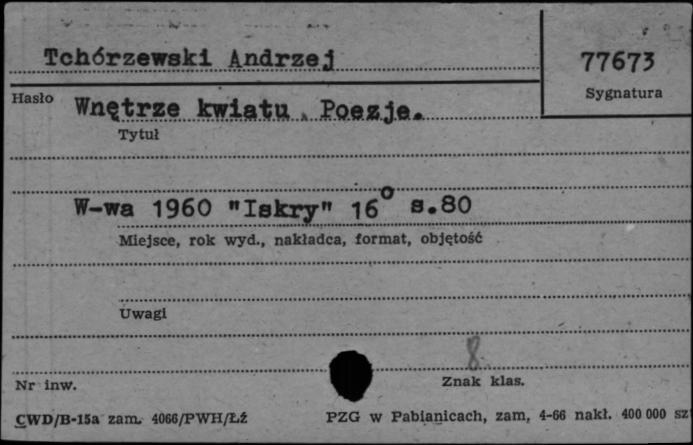 Tchórzewski Andrzej
77673
Hasło
Sygnatura
Wnętrze kwiatu. Poezje.
Tytuł
W-wa 1960 "Iskry" 16° s.80
Miejsce, rok wyd., nakładca, format, objętość
Uwagi
8
Nr inw.
Znak klas.
CWD/B-15a zam. 4066/PWH/Łź
PZG w Pabianicach, zam. 4-66 nakł. 400 000 szt